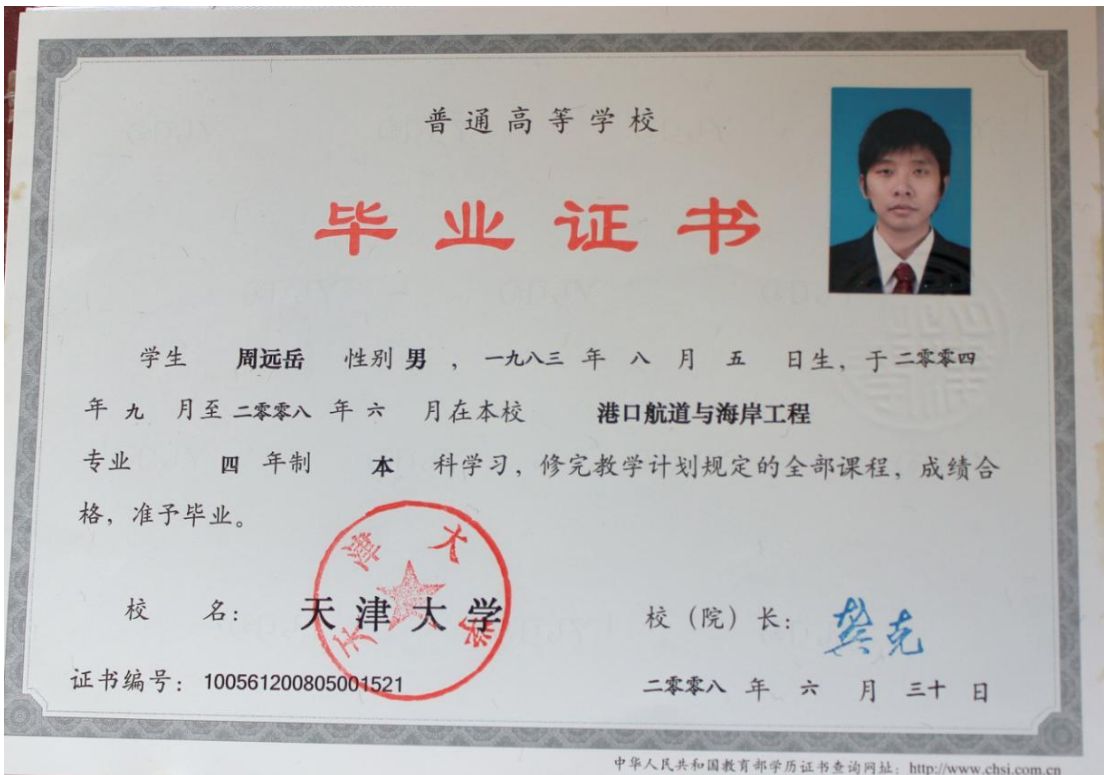 普通高等学校
毕业证书
学生 周远岳 性别 男 , 一九八三 年 八 月 五 日生, 于 二零零四
年 九 月至 二零零八 年 六 月在本校 港口航道与海岸工程
专业 四 年制 本 科学习, 修完教学计划规定的全部课程, 成绩合
格, 准予毕业。
天津大学
校 名: 天津大学 校(院)长: 龚克
证书编号: 100561200805001521 二零零八 年 六 月 三十 日
中华人民共和国教育部学历证书查询网址: http://www.chsi.com.cn